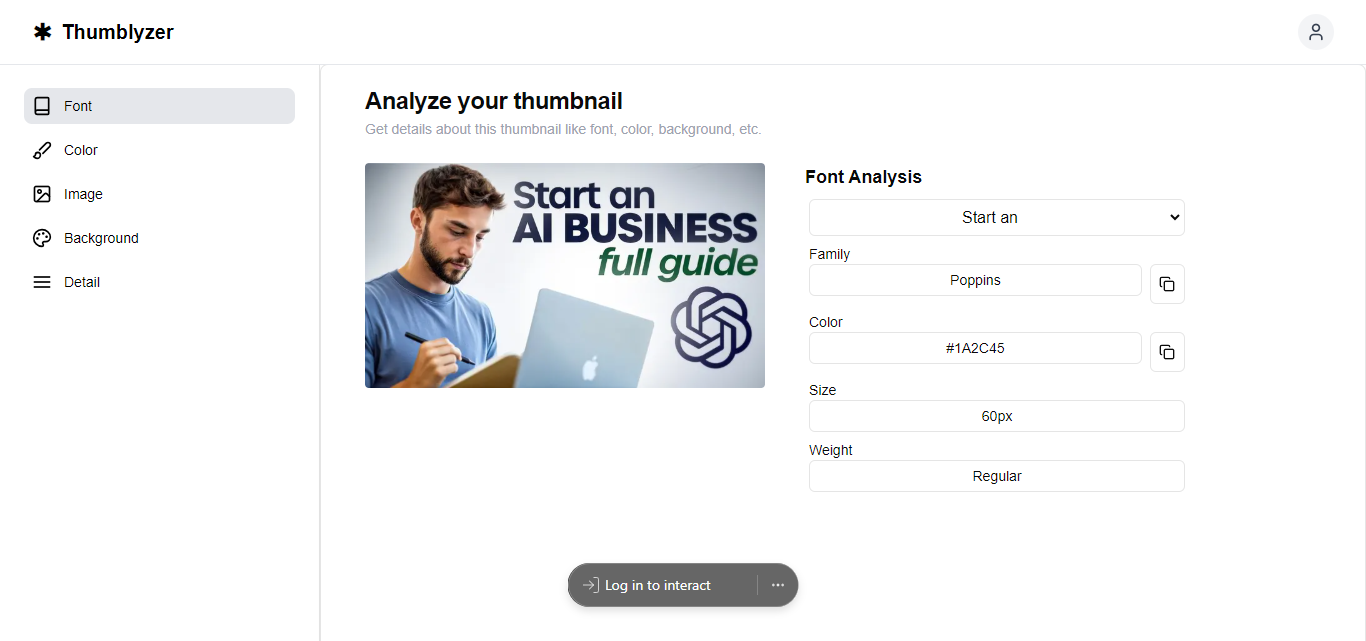 Thumblyzer
Font
Color
Image
Background
Detail
Analyze your thumbnail
Get details about this thumbnail like font, color, background, etc.
Start an
AI BUSINESS
full guide
Font Analysis
Start an
Family
Poppins
Color
#1A2C45
Size
60px
Weight
Regular
Log in to interact